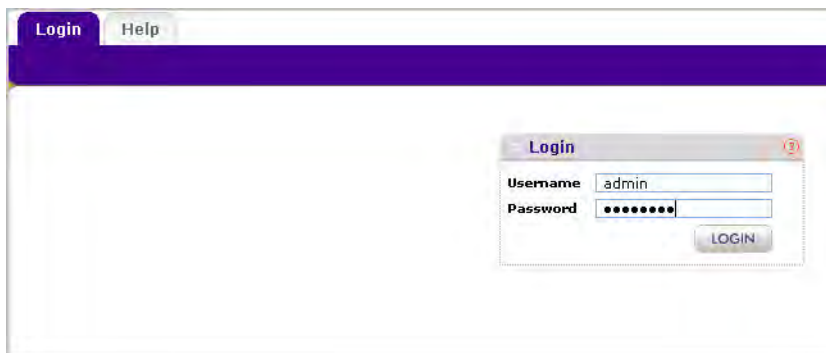 Login Help
Login ?
Username admin
Password ●●●●●●●●
LOGIN